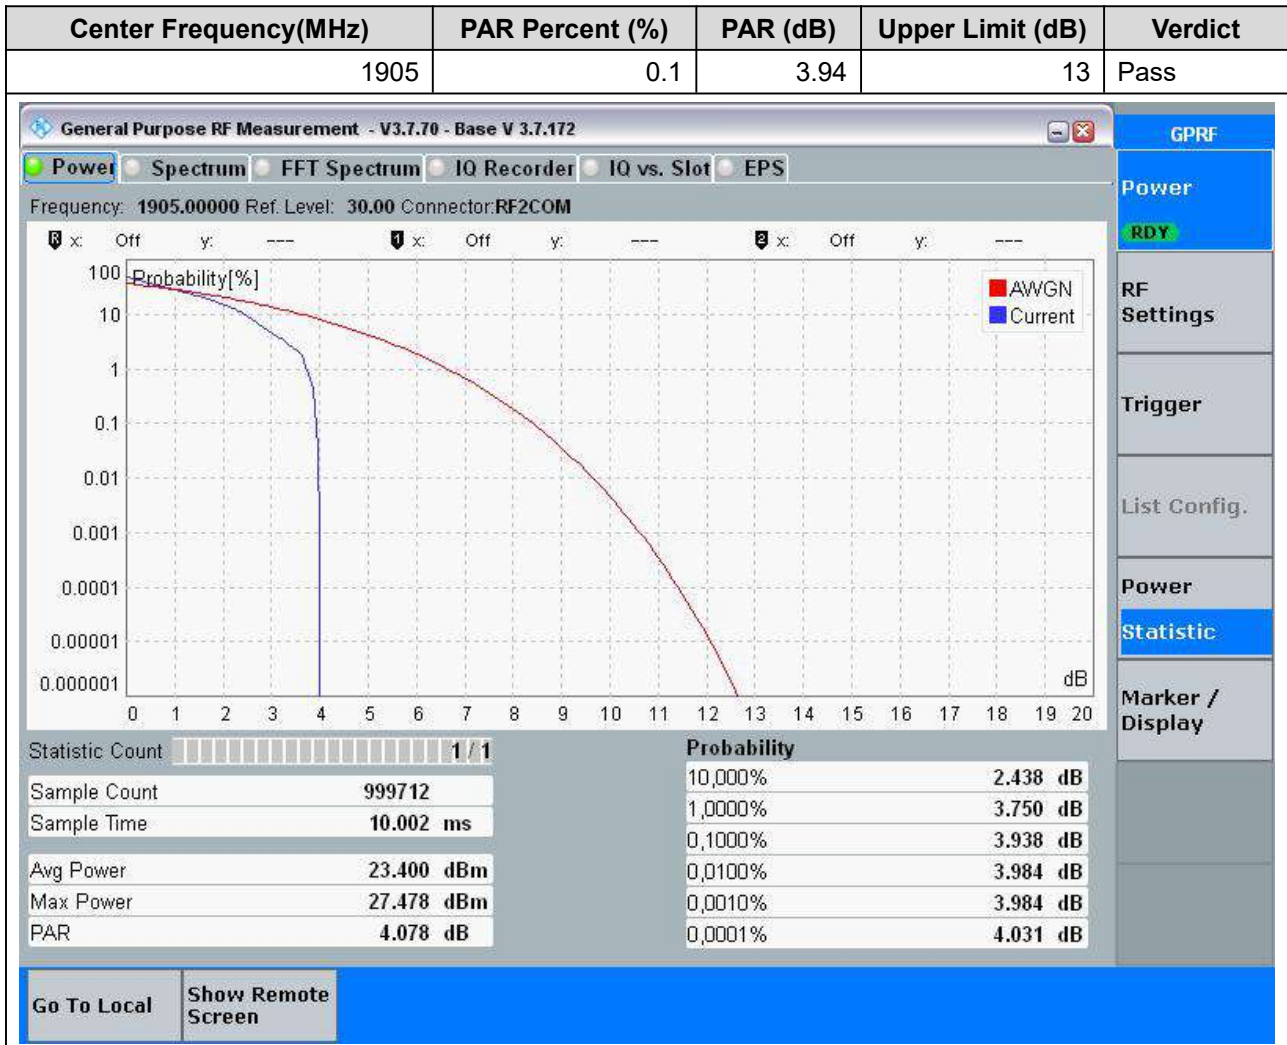 Center Frequency(MHz) PAR Percent (%) PAR (dB) Upper Limit (dB) Verdict
1905 0.1 3.94 13 Pass
General Purpose RF Measurement - V3.7.70 - Base V 3.7.172
GPRF
Power Spectrum FFT Spectrum IQ Recorder IQ vs. Slot EPS
Power
RDY
Frequency: 1905.00000 Ref. Level: 30.00 Connector:RF2COM
R x: Off y: --- 1 x: Off y: --- 2 x: Off y: ---
Probability[%]
AWGN
Current
100
10
1
0.1
0.01
0.001
0.0001
0.00001
0.000001
dB
0 1 2 3 4 5 6 7 8 9 10 11 12 13 14 15 16 17 18 19 20
RF
Settings
Trigger
List Config.
Power
Statistic
Marker /
Display
Statistic Count 1 / 1
Sample Count 999712
Sample Time 10.002 ms
Avg Power 23.400 dBm
Max Power 27.478 dBm
PAR 4.078 dB
Probability
10,000% 2.438 dB
1,0000% 3.750 dB
0,1000% 3.938 dB
0,0100% 3.984 dB
0,0010% 3.984 dB
0,0001% 4.031 dB
Go To Local
Show Remote
Screen